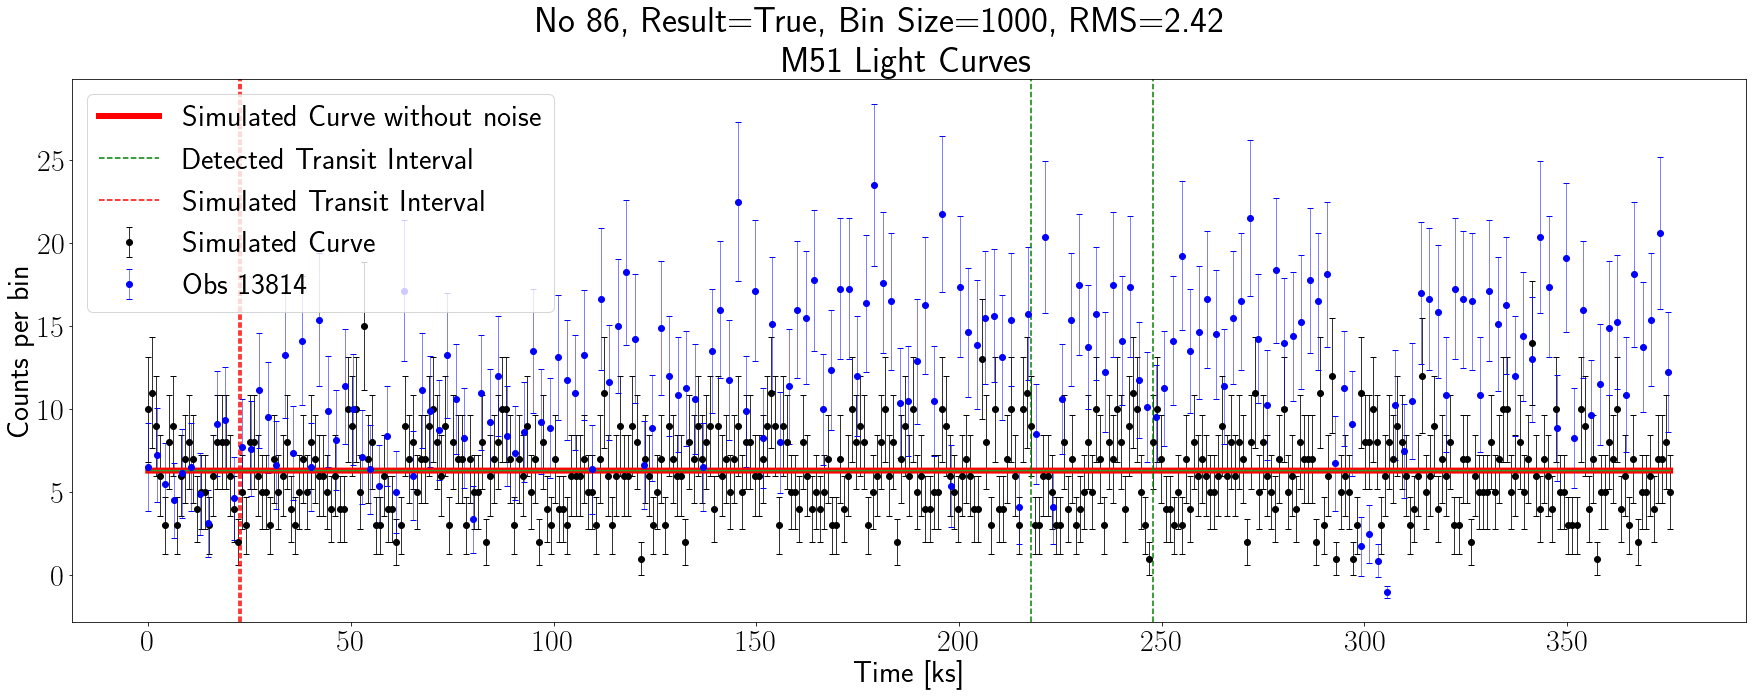 No 86, Result=True, Bin Size=1000, RMS=2.42
M51 Light Curves
Simulated Curve without noise
Detected Transit Interval
Simulated Transit Interval
Simulated Curve
Obs 13814
Counts per bin
25
20
15
10
5
0
0 50 100 150 200 250 300 350
Time [ks]